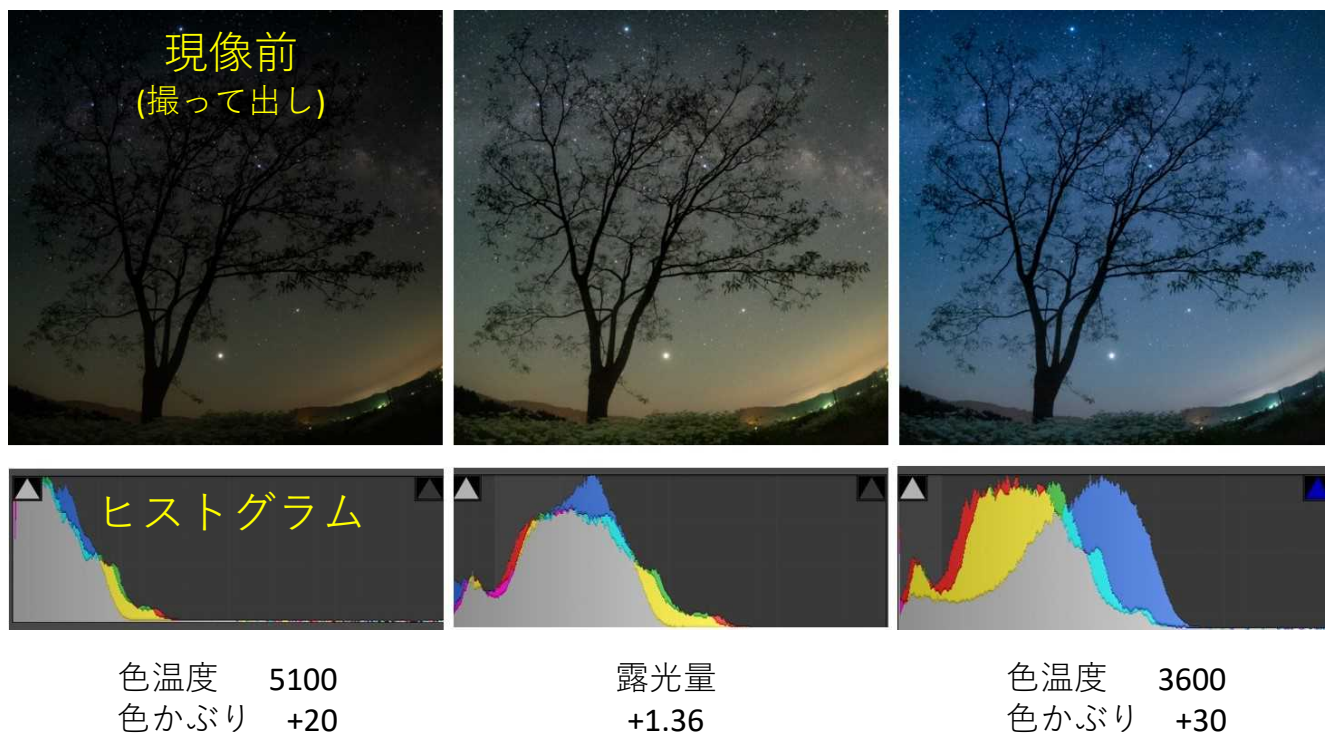 現像前
(撮って出し)
ヒストグラム
色温度 5100
色かぶり +20
露光量
+1.36
色温度 3600
色かぶり +30